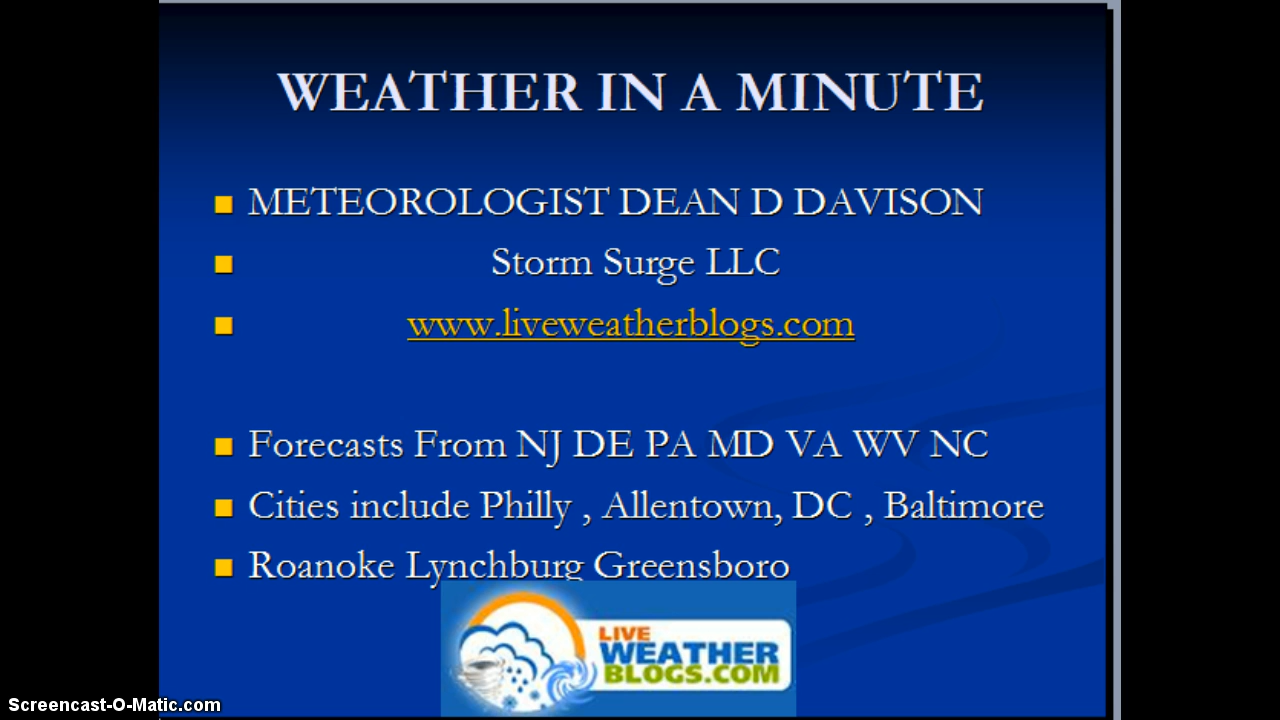 WEATHER IN A MINUTE
METEOROLOGIST DEAN D DAVISON
Storm Surge LLC
www.liveweatherblogs.com
Forecasts From NJ DE PA MD VA WV NC
Cities include Philly , Allentown, DC , Baltimore
Roanoke Lynchburg Greensboro
LIVE
WEATHER
BLOGS.COM
Screencast-O-Matic.com